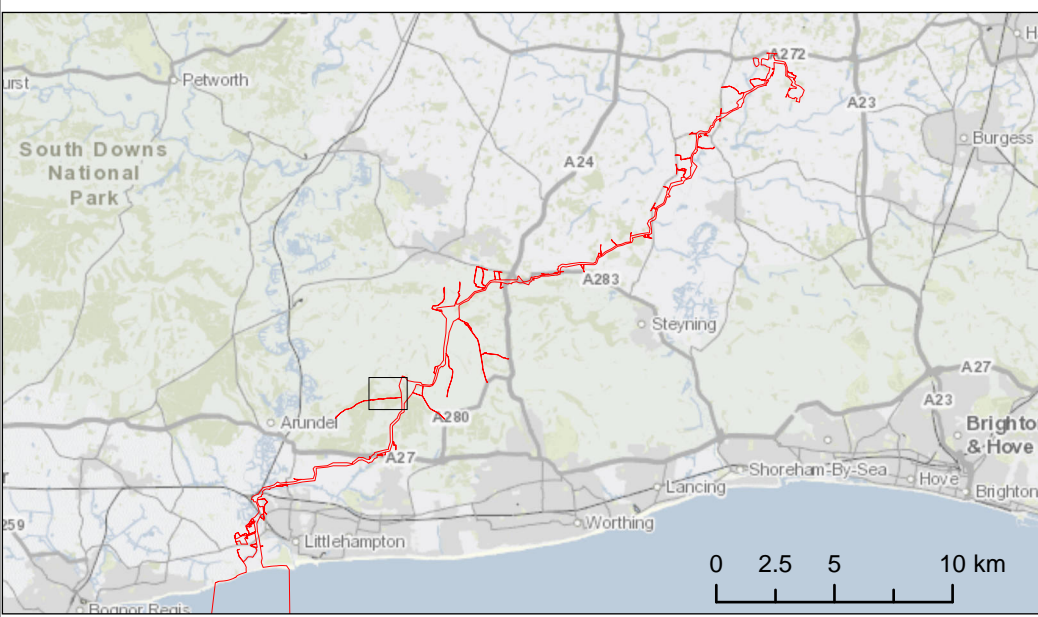 A272
H
urst
Petworth
A23
Burgess
South Downs
National
Park
A24
A283
Steyning
A27
A23
Arundel
A280
Brighto
& Hove
A27
Shoreham-By-Sea
Hove
r
Lancing
Brighton
259
Worthing
Littlehampton
0 2.5 5 10 km
Bognor Regis